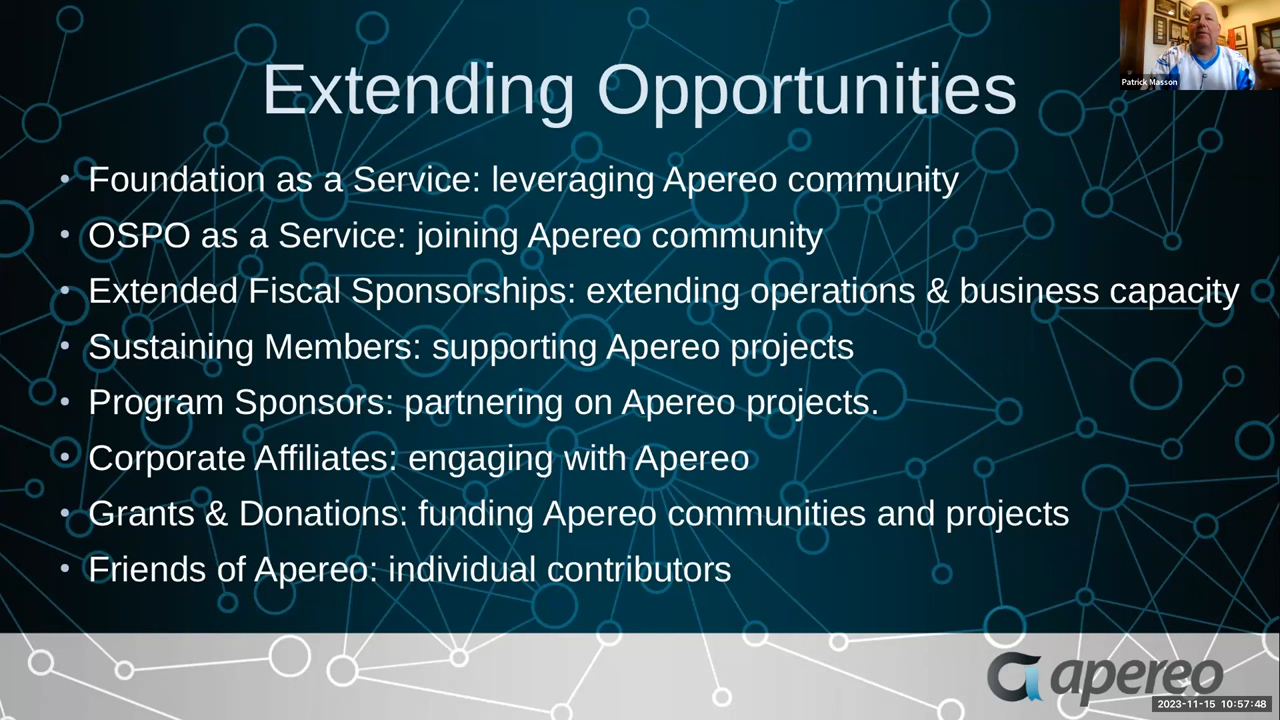 Extending Opportunities
Patrick Masson
• Foundation as a Service: leveraging Apereo community
• OSPO as a Service: joining Apereo community
• Extended Fiscal Sponsorships: extending operations & business capacity
• Sustaining Members: supporting Apereo projects
• Program Sponsors: partnering on Apereo projects.
• Corporate Affiliates: engaging with Apereo
• Grants & Donations: funding Apereo communities and projects
• Friends of Apereo: individual contributors
apereo
2023-11-15 10:57:48